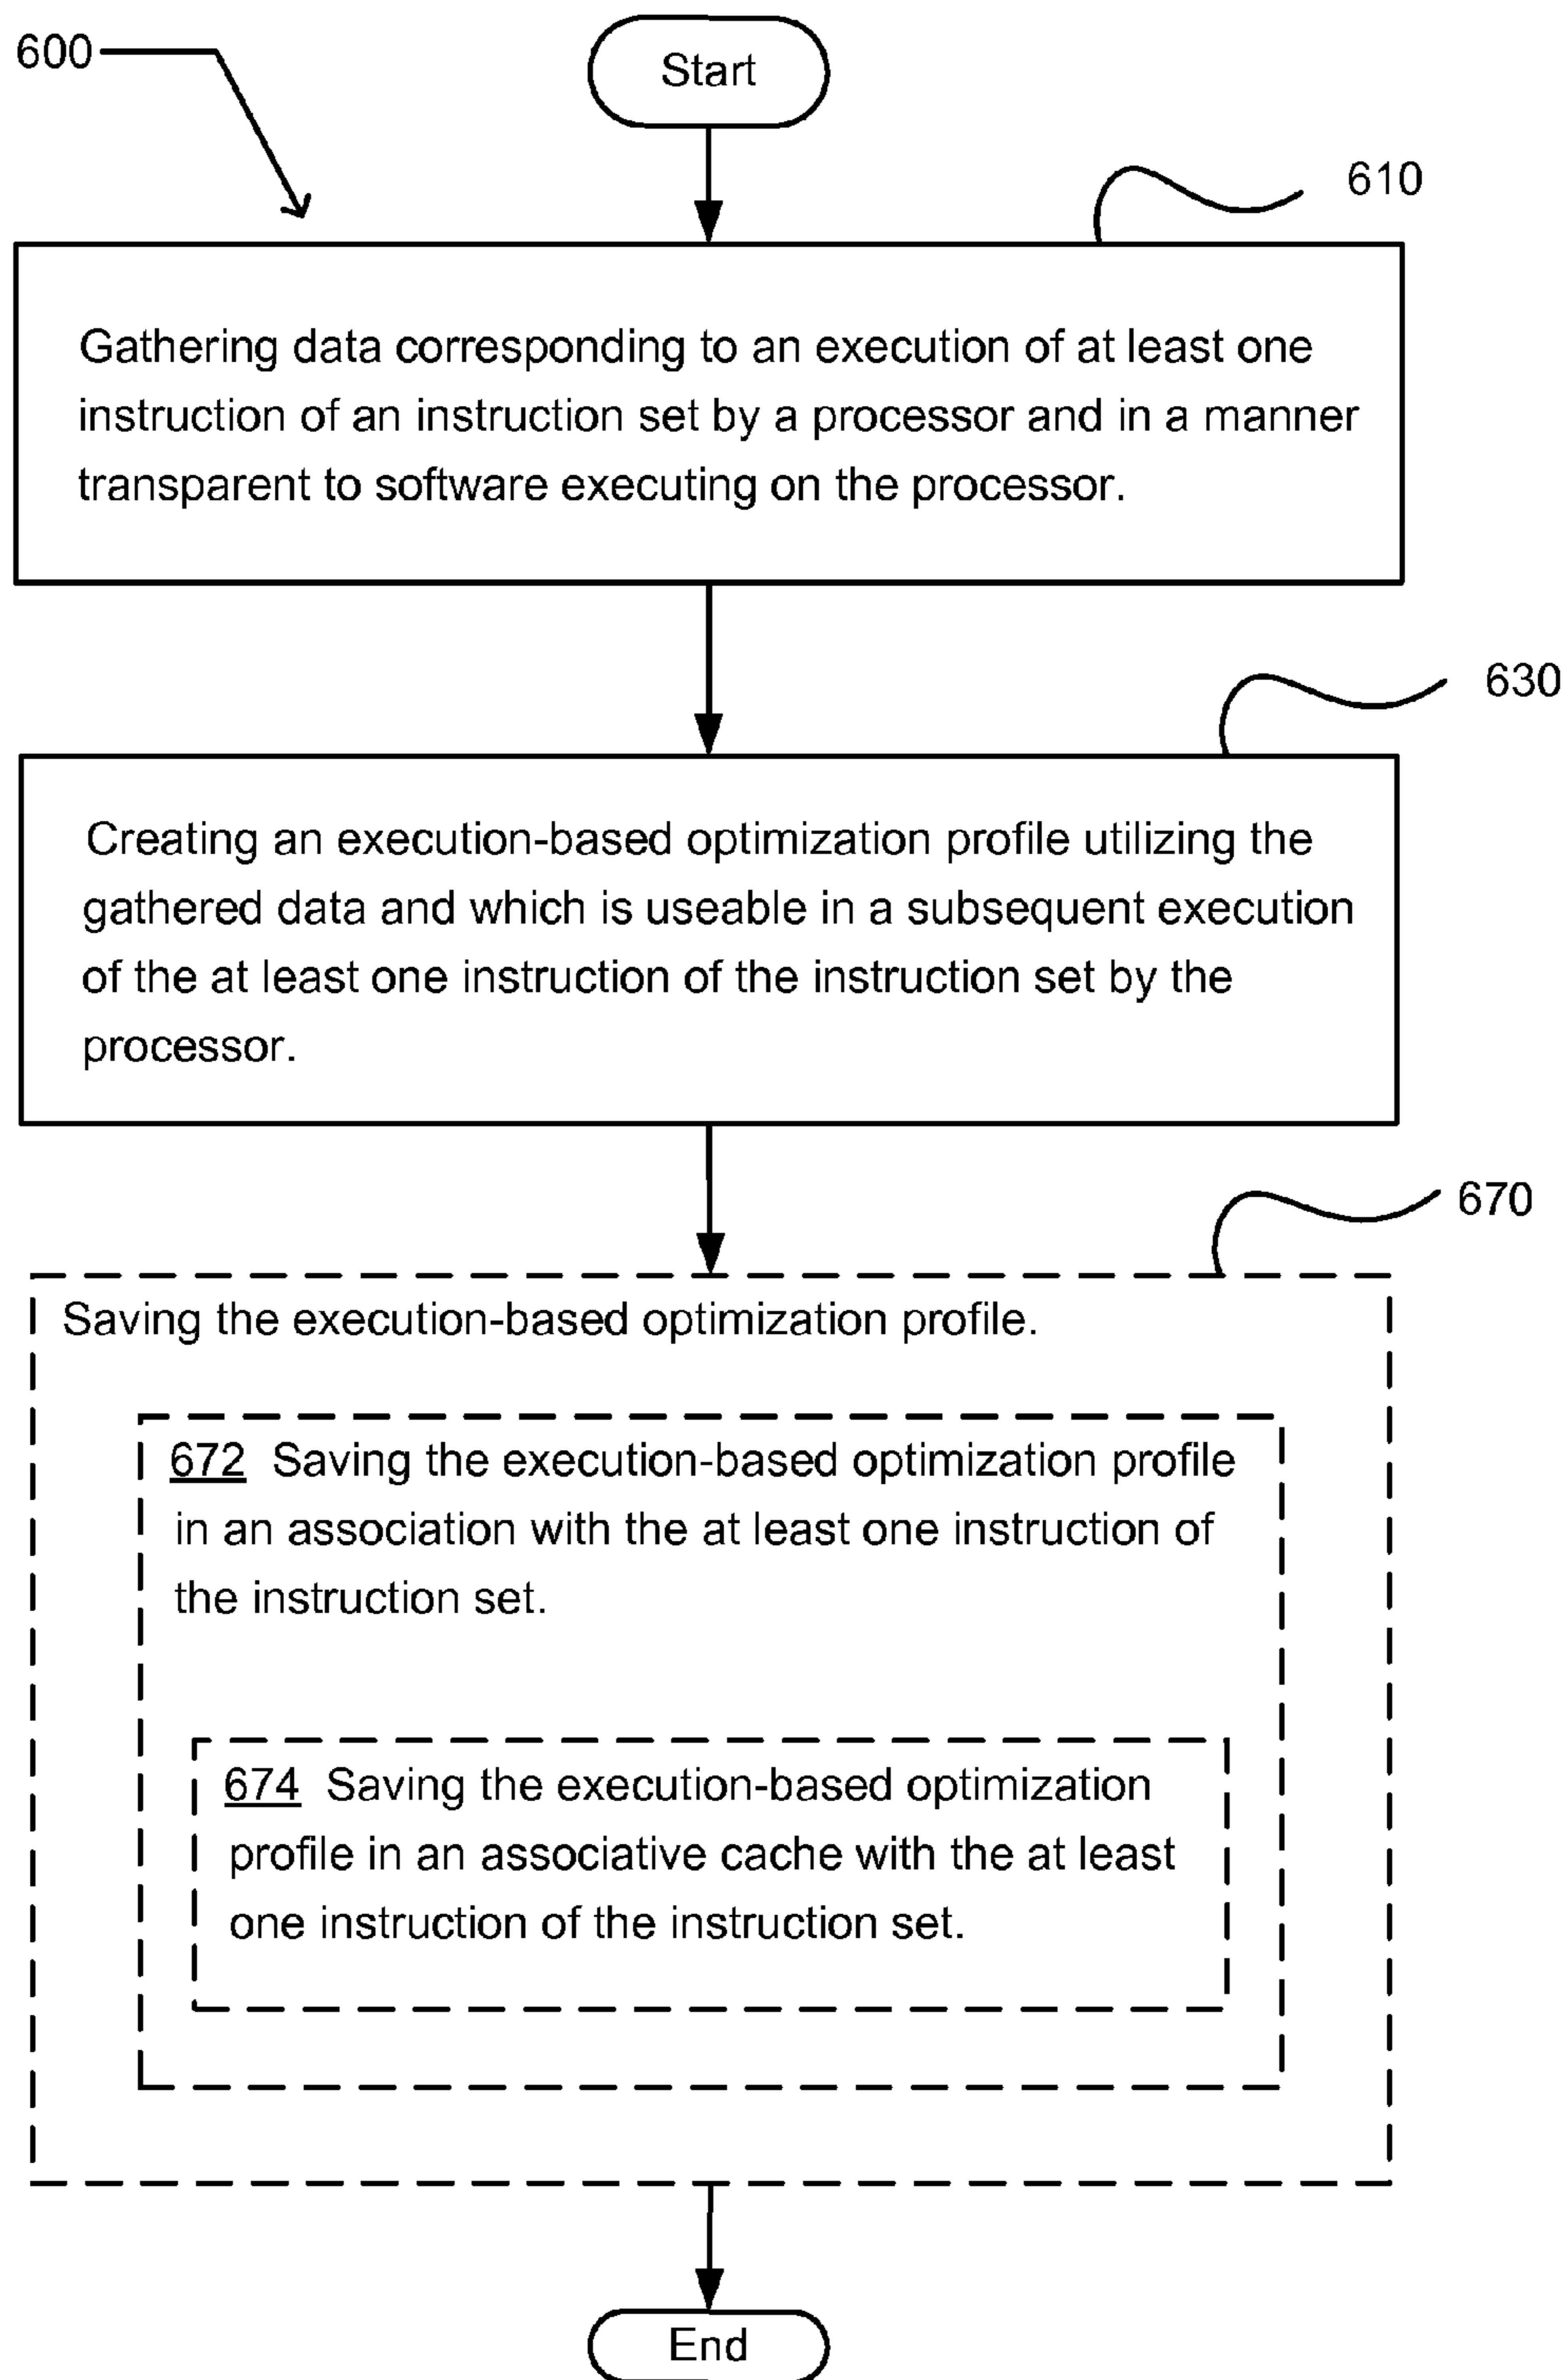 600
Start
610
Gathering data corresponding to an execution of at least one
instruction of an instruction set by a processor and in a manner
transparent to software executing on the processor.
630
Creating an execution-based optimization profile utilizing the
gathered data and which is useable in a subsequent execution
of the at least one instruction of the instruction set by the
processor.
670
Saving the execution-based optimization profile.
672 Saving the execution-based optimization profile
in an association with the at least one instruction of
the instruction set.
674 Saving the execution-based optimization
profile in an associative cache with the at least
one instruction of the instruction set.
End